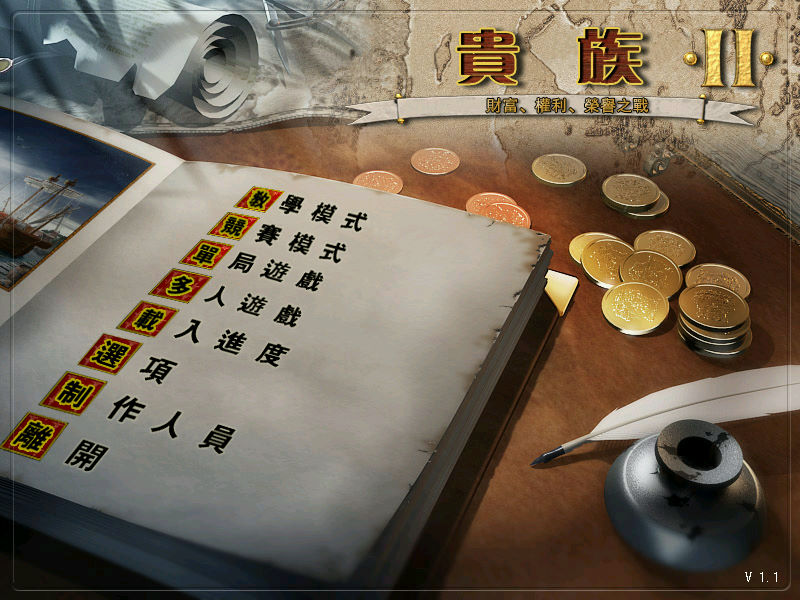 貴族 II
財富、權利、榮譽之戰
教學模式
競賽模式
單局遊戲
多人遊戲
載入進度
選項
制作人員
離開
V 1.1